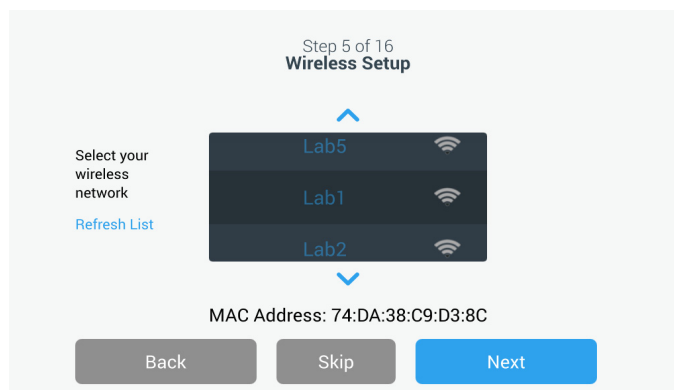 Step 5 of 16
Wireless Setup
Select your
wireless
network
Refresh List
Lab5
Lab1
Lab2
MAC Address: 74:DA:38:C9:D3:8C
Back
Skip
Next